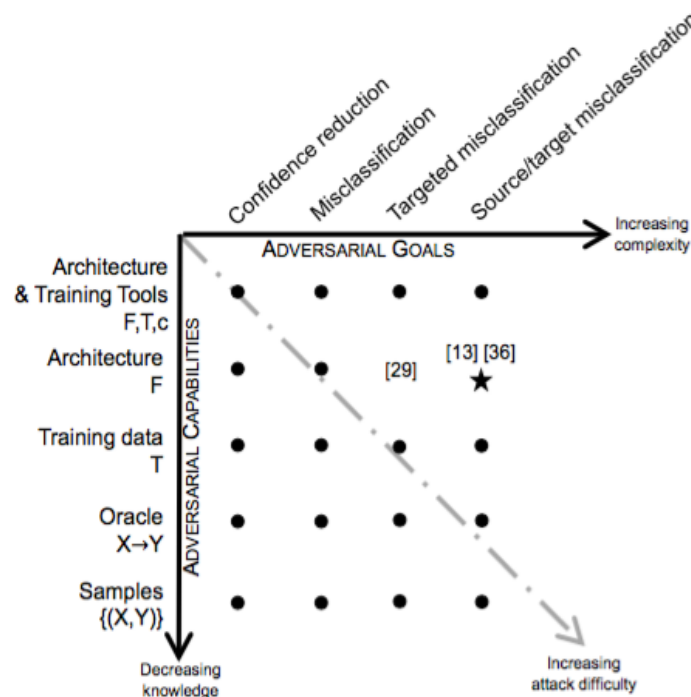 Confidence reduction
Misclassification
Targeted misclassification
Source/target misclassification
Increasing
complexity
ADVERSARIAL GOALS
Architecture
& Training Tools
F,T,c
Architecture
F
[29]
[13] [36]
Training data
T
Oracle
X→Y
Samples
{(X,Y)}
ADVERSARIAL CAPABILITIES
Decreasing
knowledge
Increasing
attack difficulty